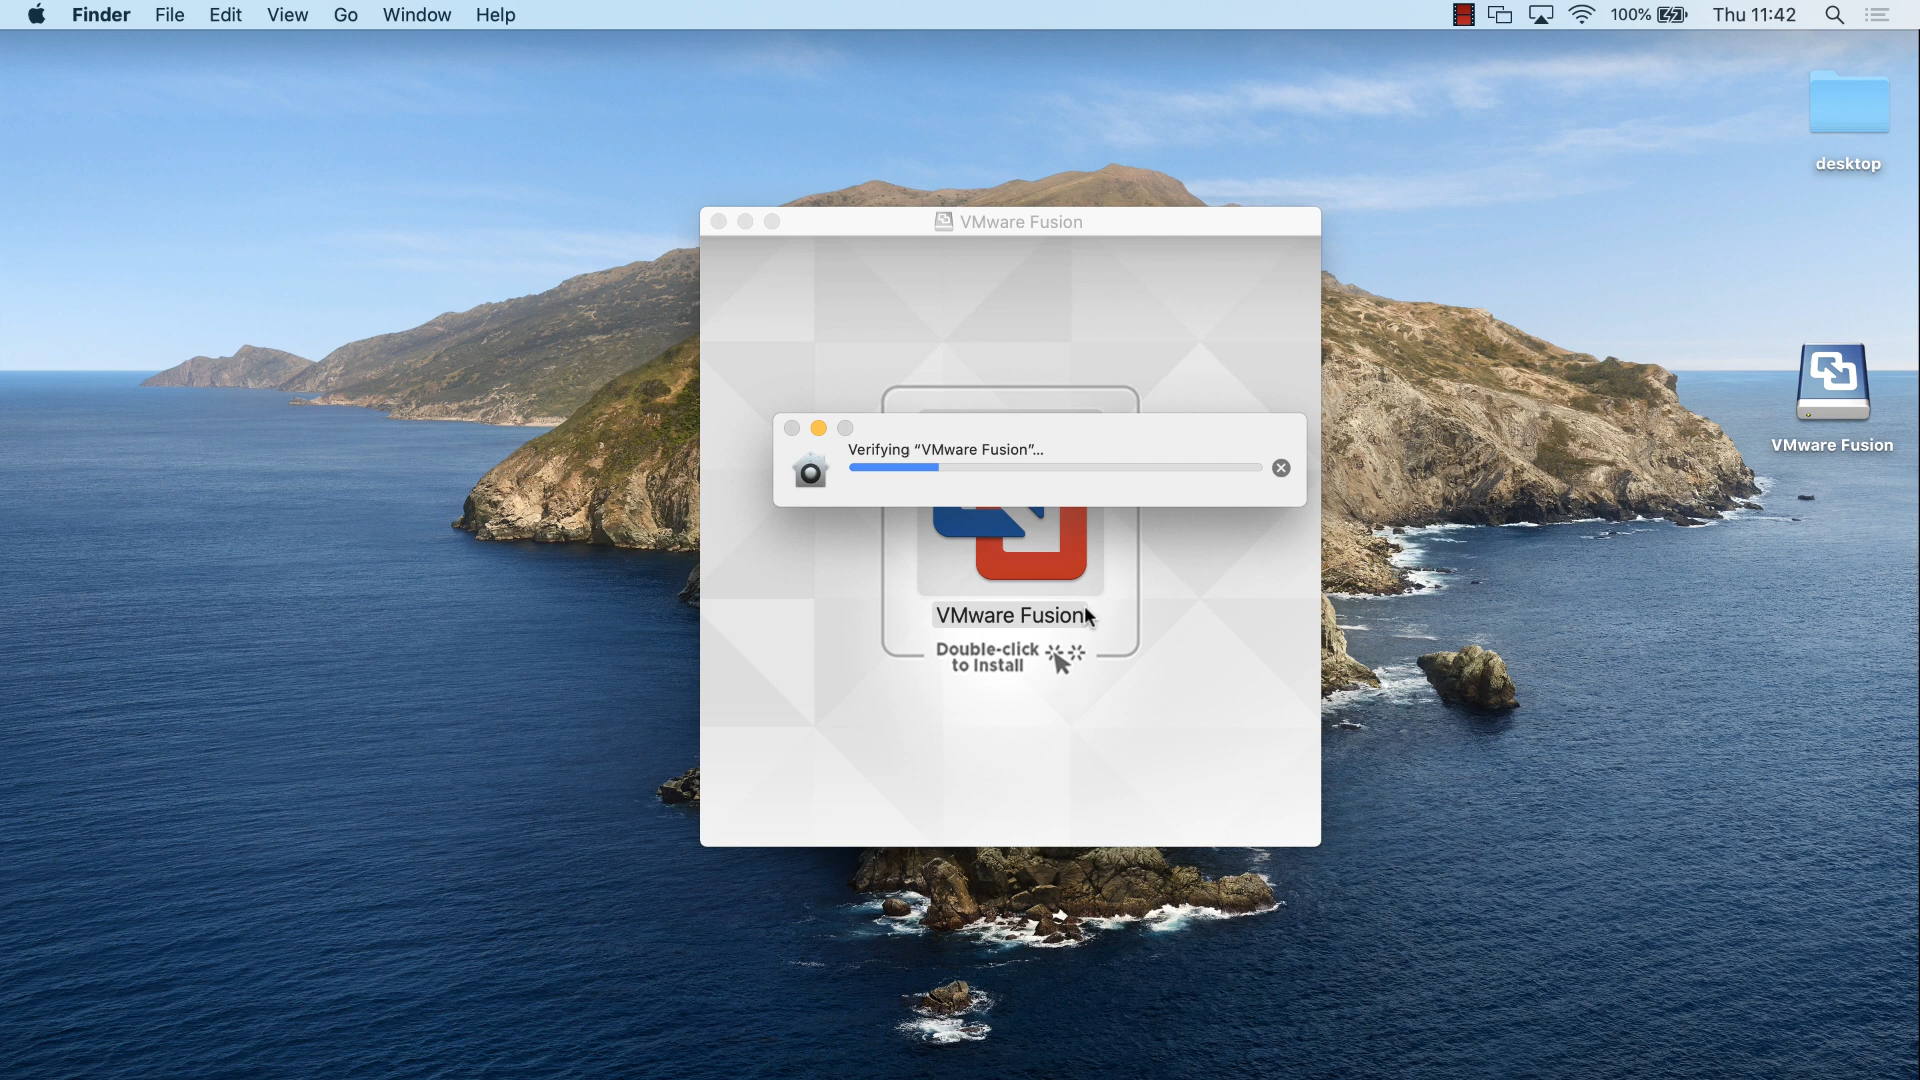 Finder File Edit View Go Window Help 100% Thu 11:42
desktop
VMware Fusion
Verifying “VMware Fusion”...
VMware Fusion
VMware Fusion
Double-click
to Install